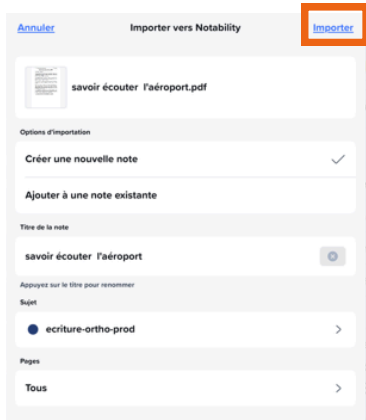 Annuler Importer vers Notability Importer
savoir écouter l'aéroport.pdf
Options d'importation
Créer une nouvelle note
Ajouter à une note existante
Titre de la note
savoir écouter l'aéroport
Appuyez sur le titre pour renommer
Sujet
ecriture-ortho-prod
Pages
Tous